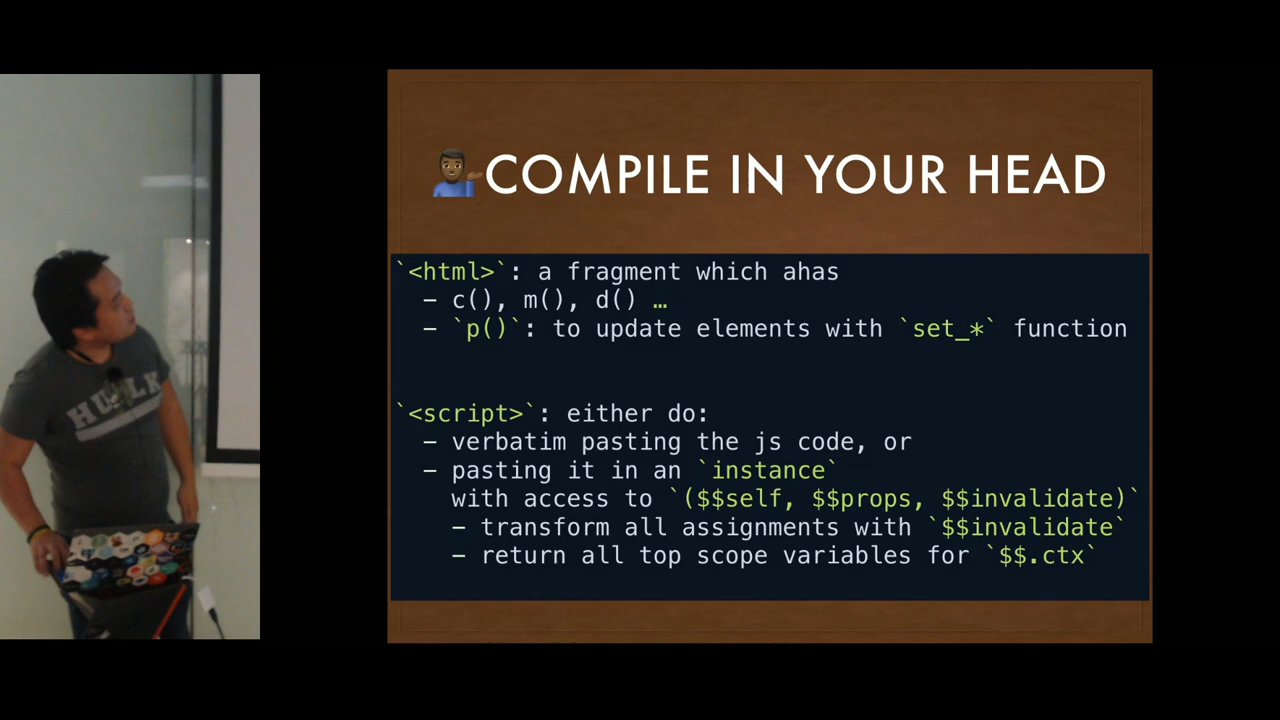 COMPILE IN YOUR HEAD
`<html>`: a fragment which ahas
– c(), m(), d() …
– `p()`: to update elements with `set_*` function
`<script>`: either do:
– verbatim pasting the js code, or
– pasting it in an `instance`
with access to `($$self, $$props, $$invalidate)`
– transform all assignments with `$$invalidate`
– return all top scope variables for `$$.ctx`
HULK